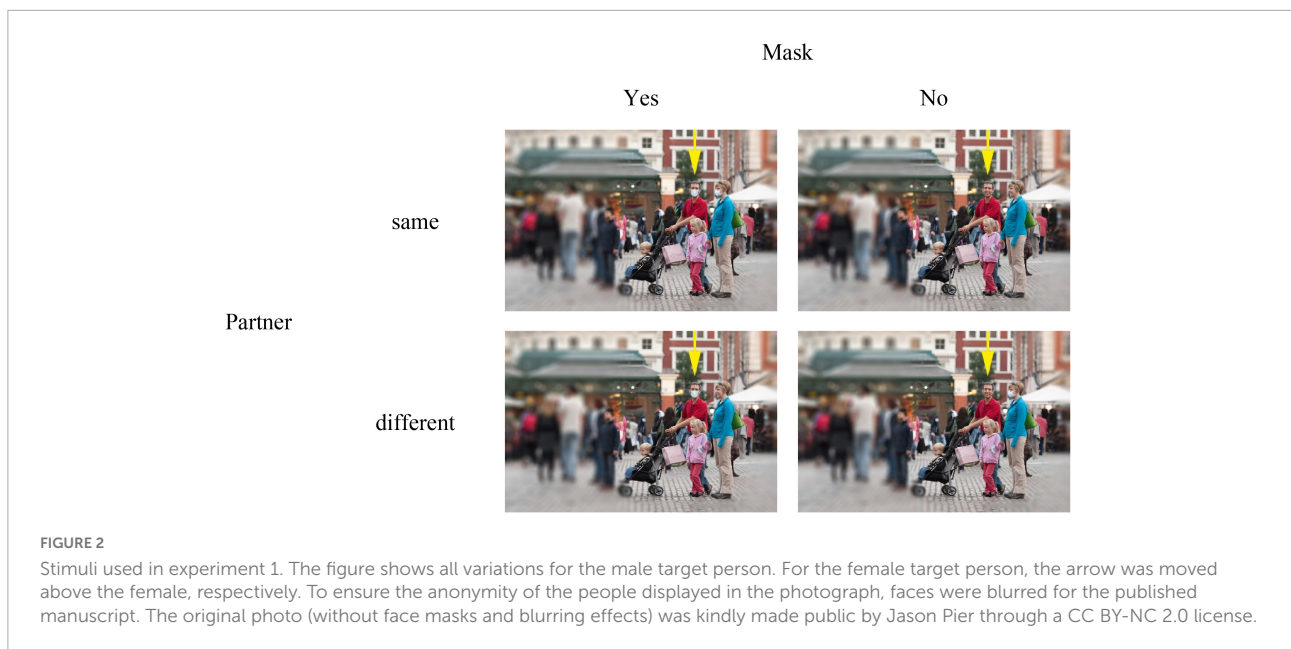 Mask
Yes
No
same
Partner
different
FIGURE 2
Stimuli used in experiment 1. The figure shows all variations for the male target person. For the female target person, the arrow was moved
above the female, respectively. To ensure the anonymity of the people displayed in the photograph, faces were blurred for the published
manuscript. The original photo (without face masks and blurring effects) was kindly made public by Jason Pier through a CC BY-NC 2.0 license.